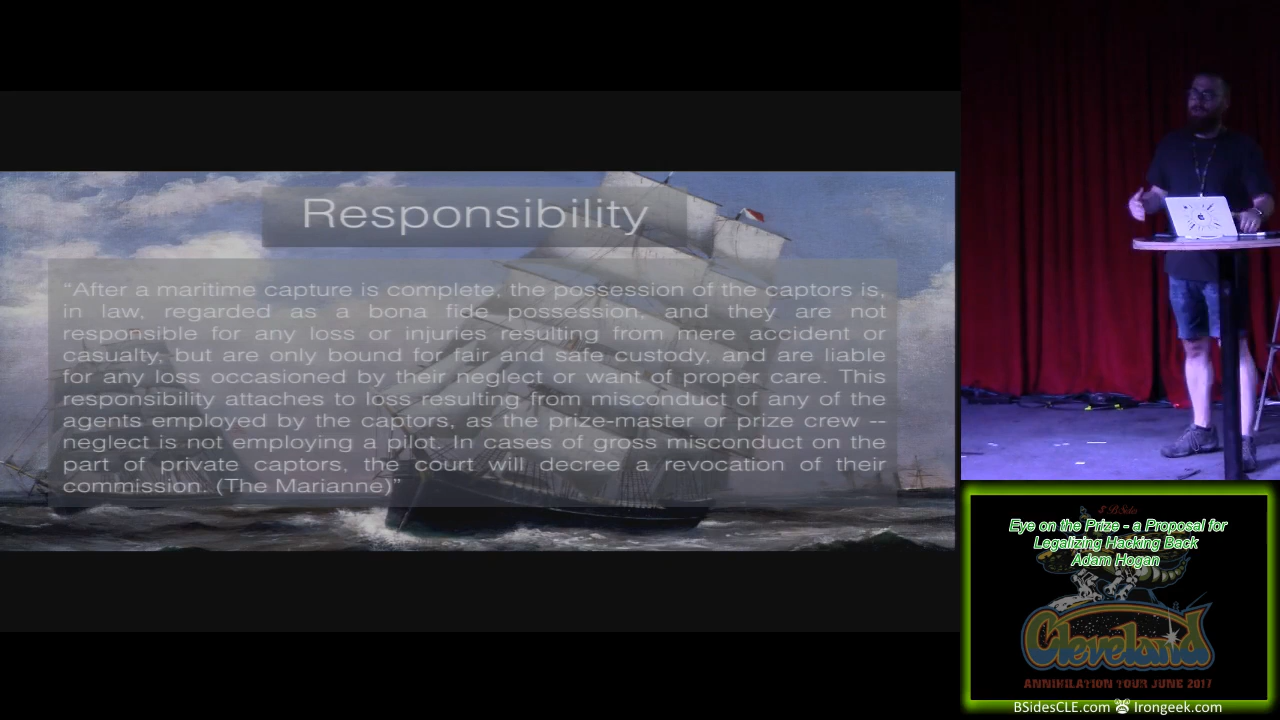 Responsibility
“After a maritime capture is complete, the possession of the captors is,
in law, regarded as a bona fide possession, and they are not
responsible for any loss or injuries resulting from mere accident or
casualty, but are only bound for fair and safe custody, and are liable
for any loss occasioned by their neglect or want of proper care. This
responsibility attaches to loss resulting from misconduct of any of the
agents employed by the captors, as the prize-master or prize crew --
neglect is not employing a pilot. In cases of gross misconduct on the
part of private captors, the court will decree a revocation of their
commission. (The Marianne)”
Eye on the Prize - a Proposal for
Legalizing Hacking Back
Adam Hogan
Cleveland
ANNIHILATION TOUR JUNE 2017
BSidesCLE.com Irongeek.com